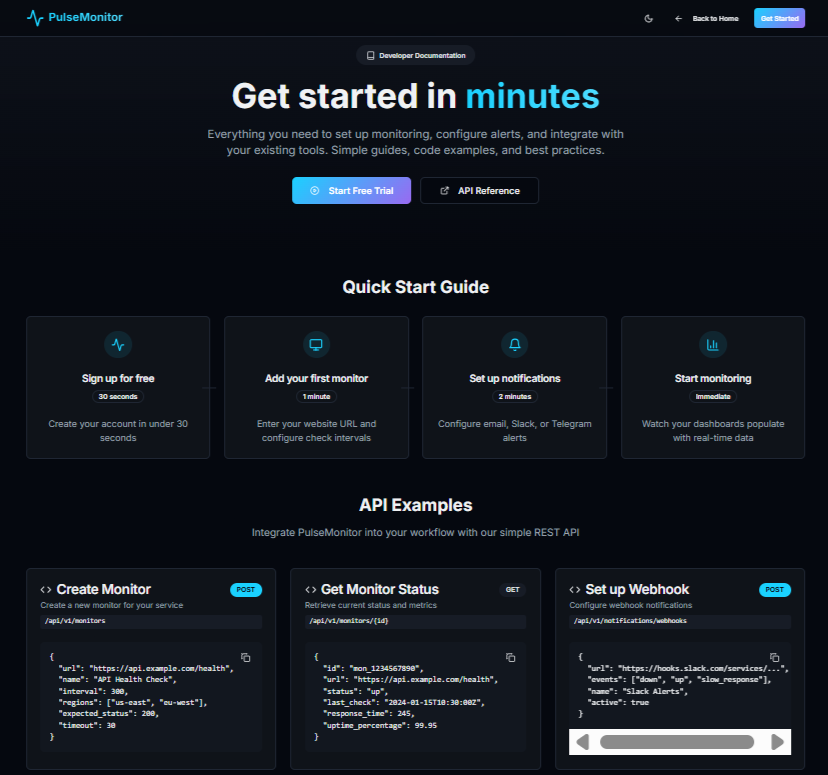 PulseMonitor
Back to Home
Get Started
Developer Documentation
Get started in minutes
Everything you need to set up monitoring, configure alerts, and integrate with
your existing tools. Simple guides, code examples, and best practices.
Start Free Trial
API Reference
Quick Start Guide
Sign up for free
30 seconds
Create your account in under 30
seconds
Add your first monitor
1 minute
Enter your website URL and
configure check intervals
Set up notifications
2 minutes
Configure email, Slack, or Telegram
alerts
Start monitoring
Immediate
Watch your dashboards populate
with real-time data
API Examples
Integrate PulseMonitor into your workflow with our simple REST API
Create Monitor
POST
Create a new monitor for your service
/api/v1/monitors
{
"url": "https://api.example.com/health",
"name": "API Health Check",
"interval": 300,
"regions": ["us-east", "eu-west"],
"expected_status": 200,
"timeout": 30
}
Get Monitor Status
GET
Retrieve current status and metrics
/api/v1/monitors/{id}
{
"id": "mon_1234567890",
"url": "https://api.example.com/health",
"status": "up",
"last_check": "2024-01-15T10:30:00Z",
"response_time": 245,
"uptime_percentage": 99.95
}
Set up Webhook
POST
Configure webhook notifications
/api/v1/notifications/webhooks
{
"url": "https://hooks.slack.com/services/...",
"events": ["down", "up", "slow_response"],
"name": "Slack Alerts",
"active": true
}